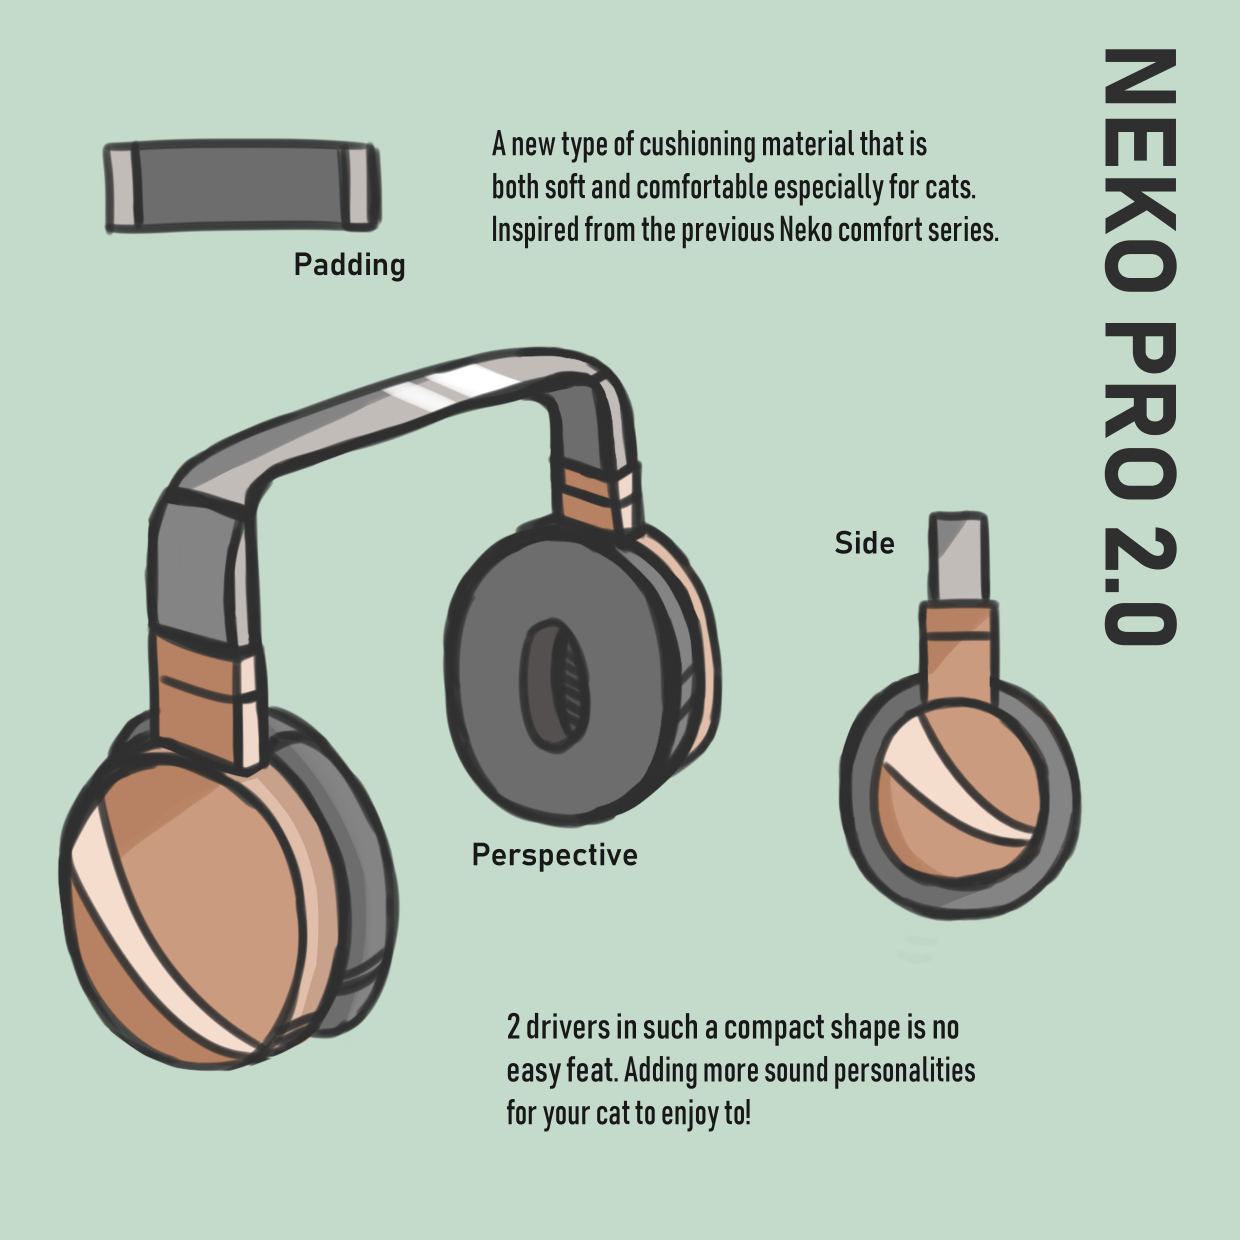 NEKO PRO 2.0
A new type of cushioning material that is
both soft and comfortable especially for cats.
Inspired from the previous Neko comfort series.
Padding
Side
Perspective
2 drivers in such a compact shape is no
easy feat. Adding more sound personalities
for your cat to enjoy to!